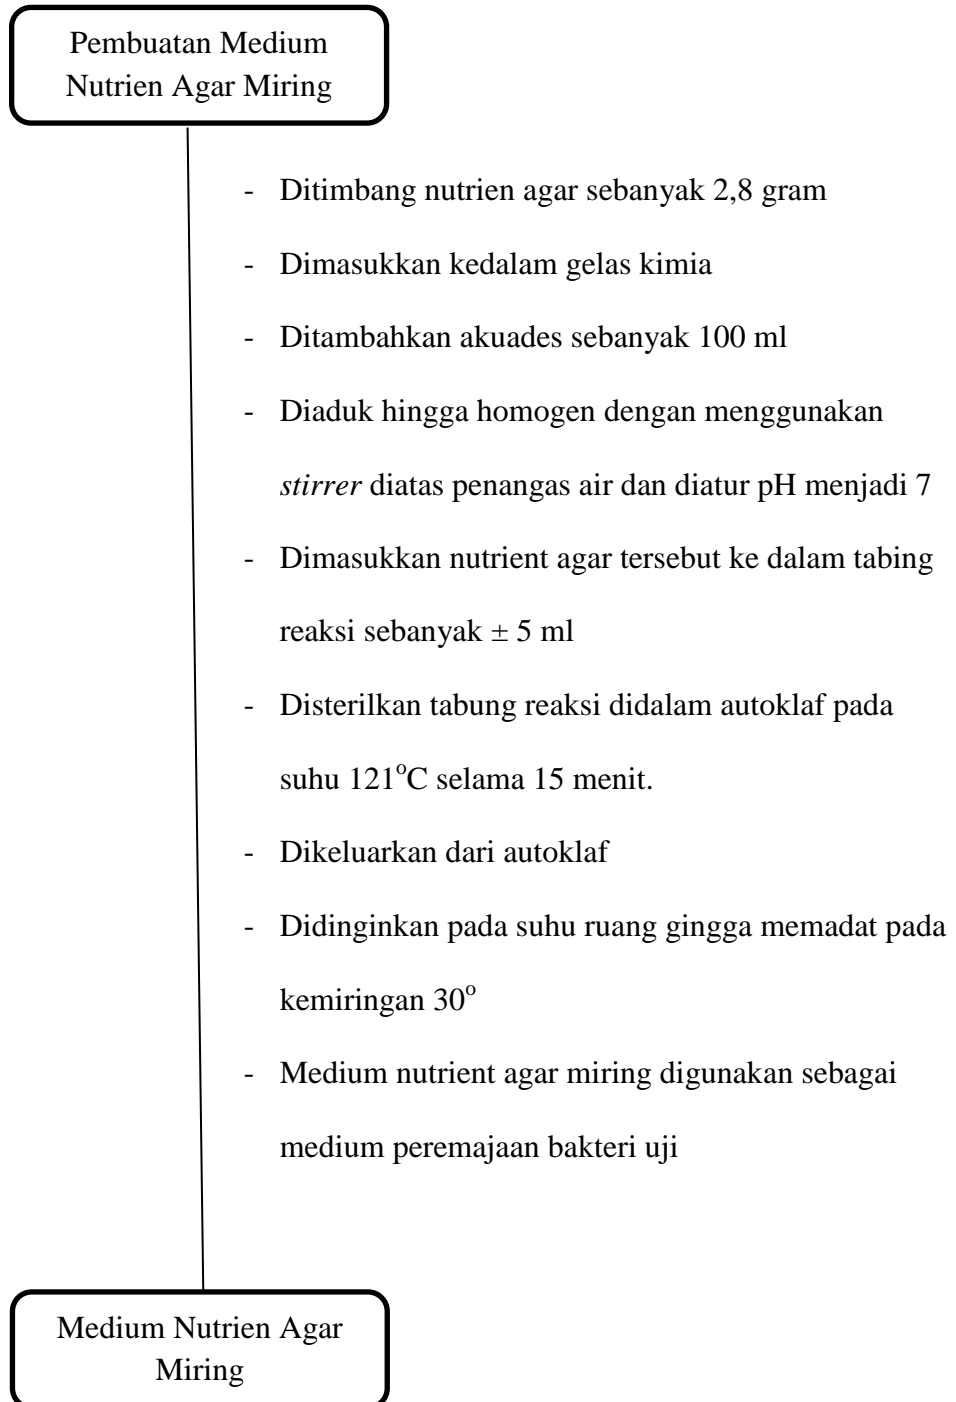 Pembuatan Medium
Nutrien Agar Miring
- Ditimbang nutrien agar sebanyak 2,8 gram
- Dimasukkan kedalam gelas kimia
- Ditambahkan akuades sebanyak 100 ml
- Diaduk hingga homogen dengan menggunakan
stirrer diatas penangas air dan diatur pH menjadi 7
- Dimasukkan nutrient agar tersebut ke dalam tabing
reaksi sebanyak ± 5 ml
- Disterilkan tabung reaksi didalam autoklaf pada
suhu 121°C selama 15 menit.
- Dikeluarkan dari autoklaf
- Didinginkan pada suhu ruang gingga memadat pada
kemiringan 30°
- Medium nutrient agar miring digunakan sebagai
medium peremajaan bakteri uji
Medium Nutrien Agar
Miring